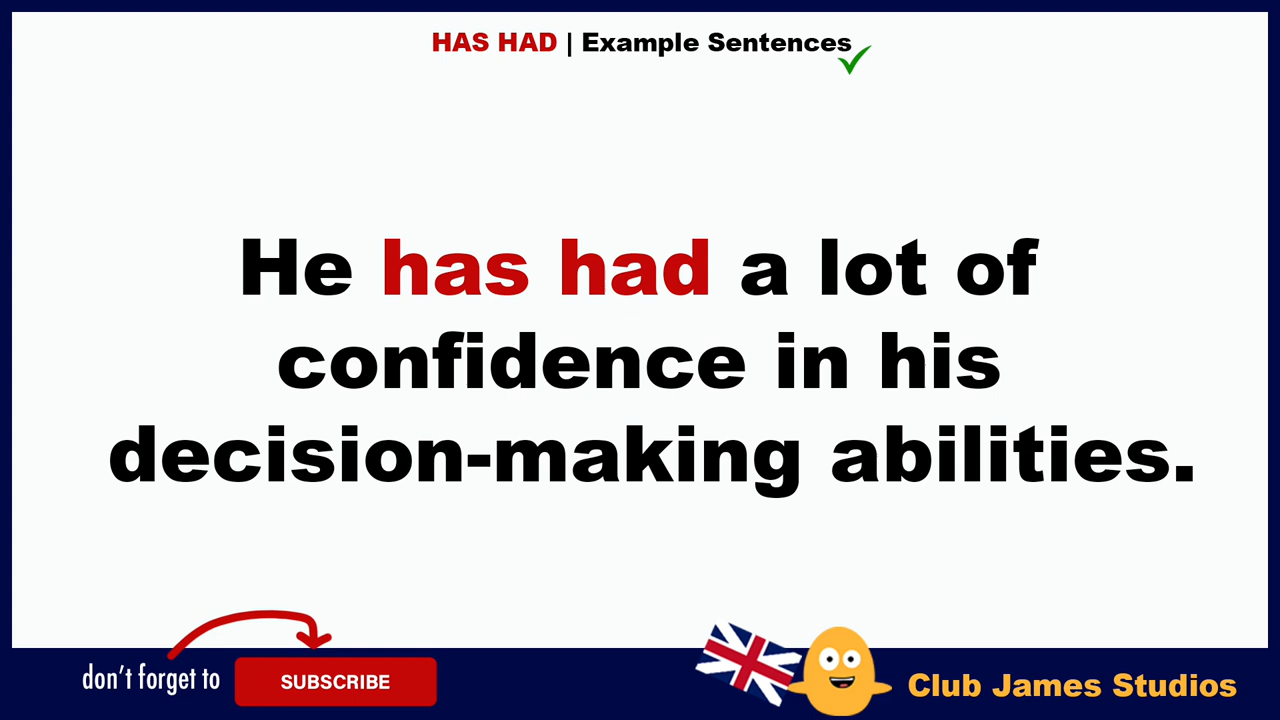 HAS HAD | Example Sentences
He has had a lot of
confidence in his
decision-making abilities.
don't forget to
SUBSCRIBE
Club James Studios